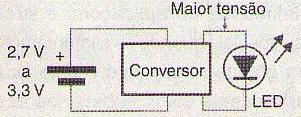 Maior tensão
2,7 V
+
a
3,3 V
Conversor
LED